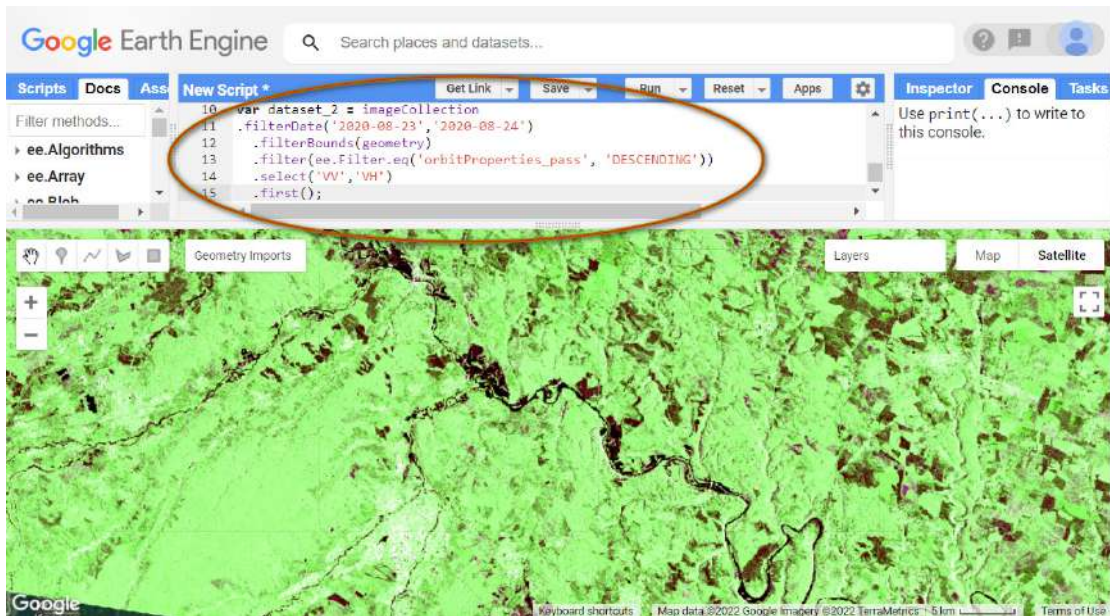 Google Earth Engine
Search places and datasets...
Scripts Docs Ass
New Script *
Get Link Save Run Reset Apps
Inspector Console Tasks
Filter methods...
ee.Algorithms
ee.Array
ee.Blob
10 var dataset_2 = imageCollection
11 .filterDate('2020-08-23','2020-08-24')
12 .filterBounds(geometry)
13 .filter(ee.Filter.eq('orbitProperties_pass', 'DESCENDING'))
14 .select('VV','VH')
15 .first();
Use print(...) to write to
this console.
Geometry Imports
Layers
Map Satellite
+
−
Google
Keyboard shortcuts Map data ©2022 Google Imagery ©2022 TerraMetrics 5 km Terms of Use